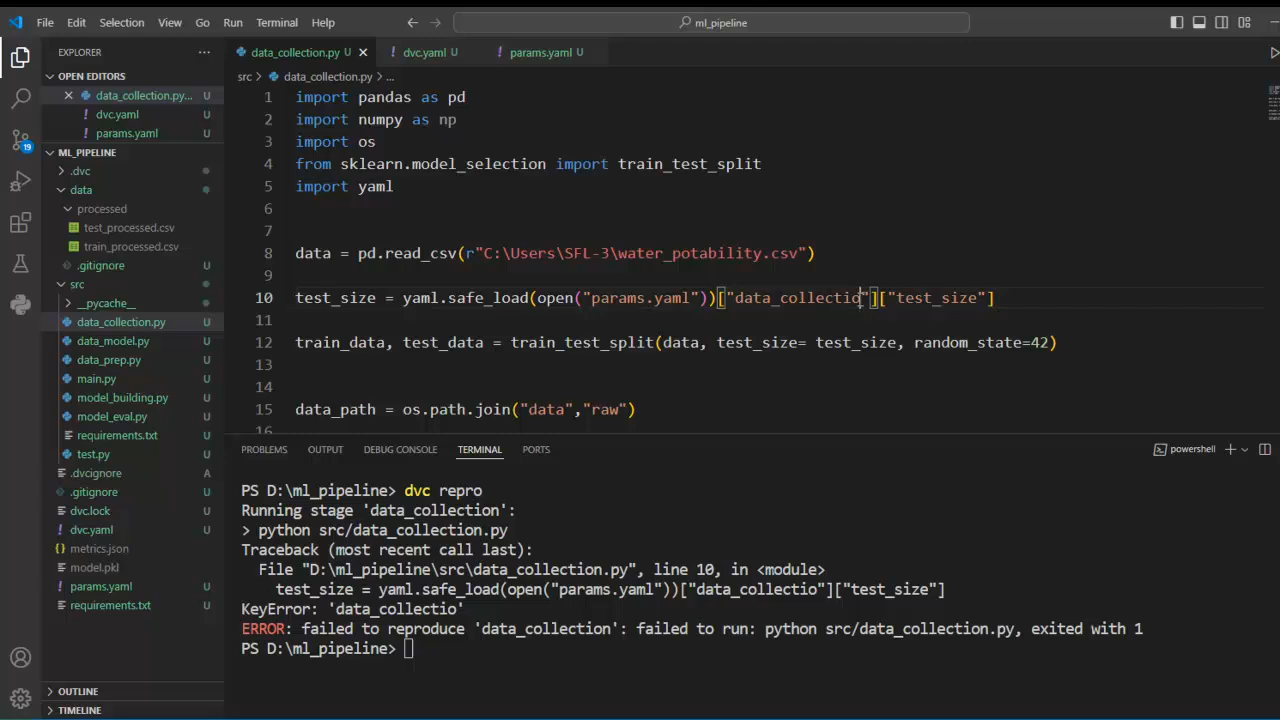 File Edit Selection View Go Run Terminal Help ml_pipeline
EXPLORER
OPEN EDITORS
data_collection.py... U
dvc.yaml U
params.yaml U
ML_PIPELINE
.dvc
data
processed
test_processed.csv
train_processed.csv
.gitignore U
src
__pycache__
data_collection.py U
data_model.py U
data_prep.py U
main.py U
model_building.py U
model_eval.py U
requirements.txt U
test.py U
.dvcignore A
.gitignore U
dvc.lock U
dvc.yaml U
metrics.json
model.pkl
params.yaml U
requirements.txt U
OUTLINE
TIMELINE
19
data_collection.py U dvc.yaml U params.yaml U
src > data_collection.py > ...
1 import pandas as pd
2 import numpy as np
3 import os
4 from sklearn.model_selection import train_test_split
5 import yaml
6
7
8 data = pd.read_csv(r"C:\Users\SFL-3\water_potability.csv")
9
10 test_size = yaml.safe_load(open("params.yaml"))["data_collectio"]["test_size"]
11
12 train_data, test_data = train_test_split(data, test_size= test_size, random_state=42)
13
14
15 data_path = os.path.join("data","raw")
16
PROBLEMS OUTPUT DEBUG CONSOLE TERMINAL PORTS powershell
PS D:\ml_pipeline> dvc repro
Running stage 'data_collection':
> python src/data_collection.py
Traceback (most recent call last):
File "D:\ml_pipeline\src\data_collection.py", line 10, in <module>
test_size = yaml.safe_load(open("params.yaml"))["data_collectio"]["test_size"]
KeyError: 'data_collectio'
ERROR: failed to reproduce 'data_collection': failed to run: python src/data_collection.py, exited with 1
PS D:\ml_pipeline>